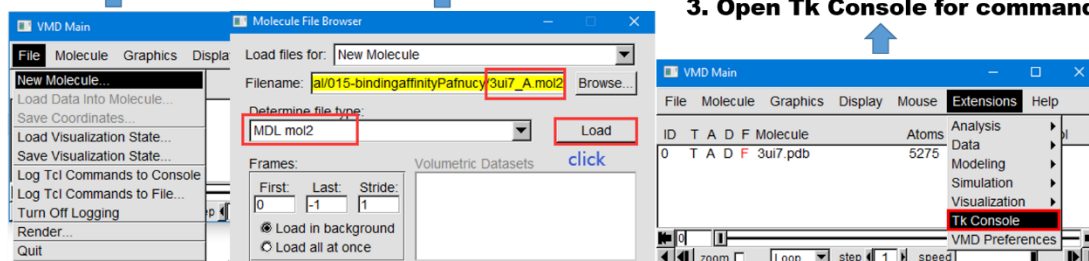 3. Open Tk Console for command
VMD Main
File Molecule Graphics Displa
New Molecule...
Load Data Into Molecule...
Save Coordinates...
Load Visualization State...
Save Visualization State...
Log Tcl Commands to Console
Log Tcl Commands to File...
Turn Off Logging
Render...
Quit
Molecule File Browser
Load files for: New Molecule
Filename: al/015-bindingaffinityPafnucy/3ui7_A.mol2 Browse...
Determine file type:
MDL mol2 Load
click
Frames: Volumetric Datasets
First: Last: Stride:
0 -1 1
Load in background
Load all at once
VMD Main
File Molecule Graphics Display Mouse Extensions Help
ID T A D F Molecule Atoms
0 T A D F 3ui7.pdb 5275
Analysis
Data
Modeling
Simulation
Visualization
Tk Console
VMD Preferences
0
zoom Loop step 1 speed